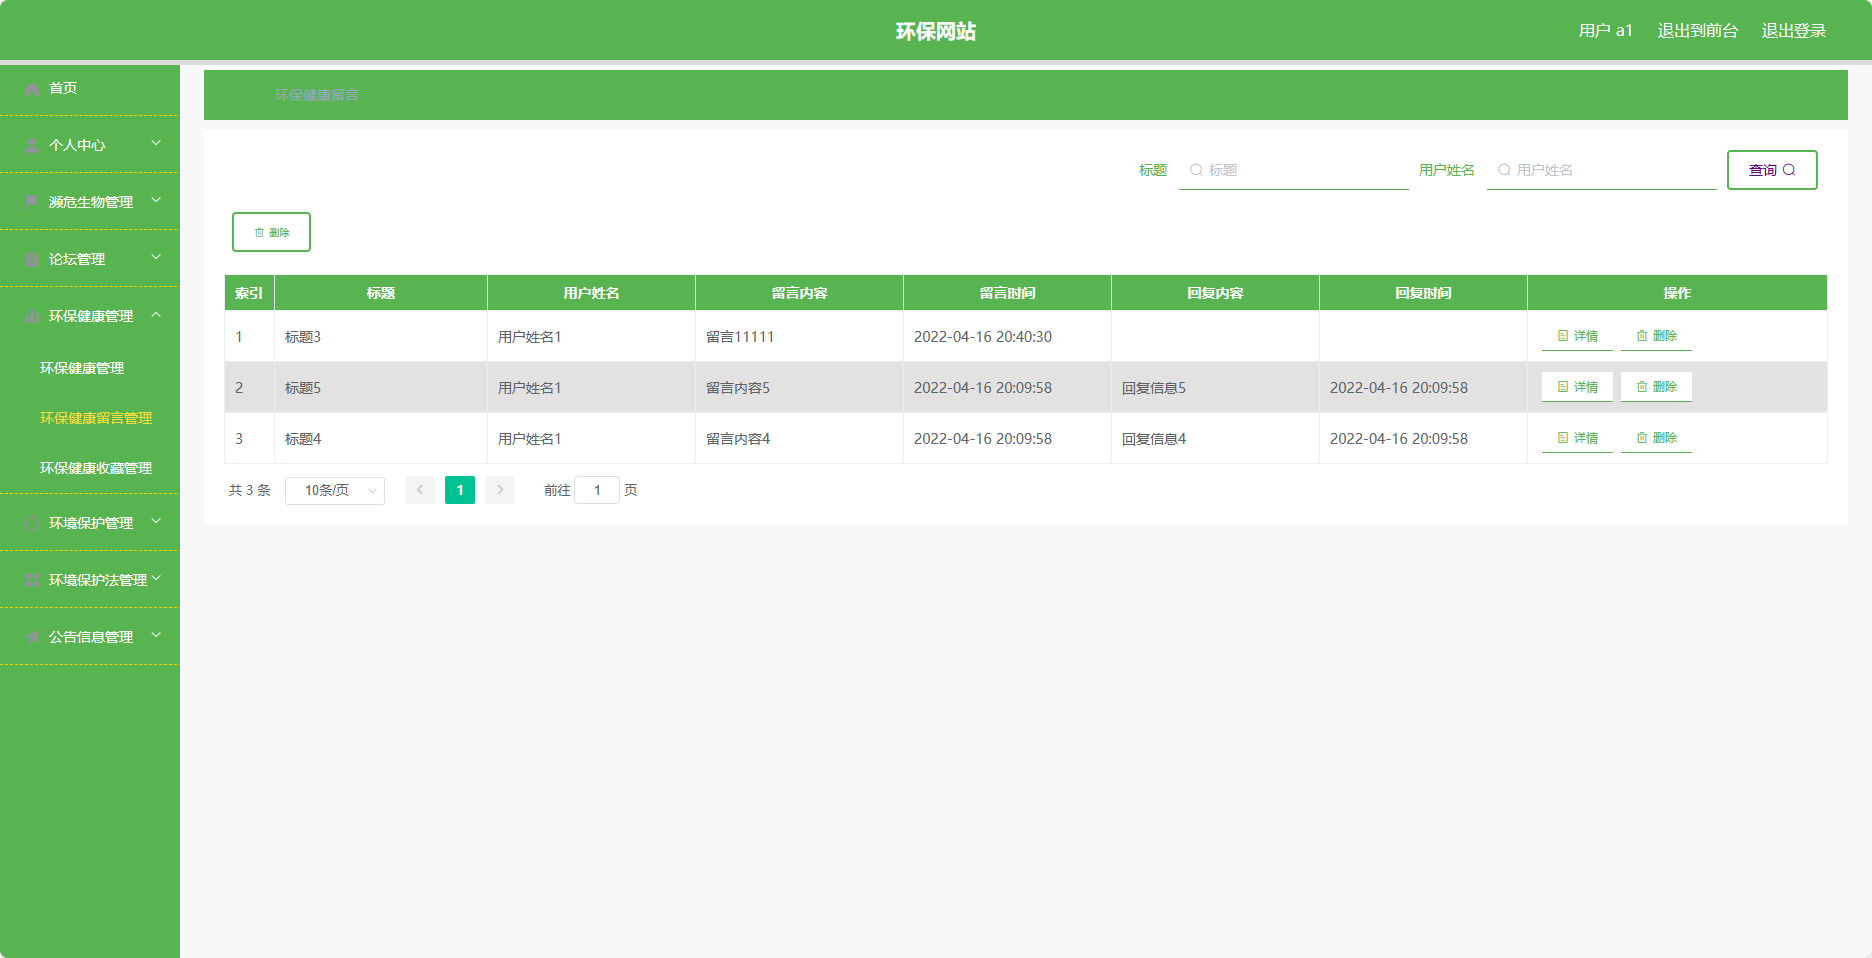 环保网站
用户 a1 退出到前台 退出登录
首页
个人中心
濒危生物管理
论坛管理
环保健康管理
环保健康管理
环保健康留言管理
环保健康收藏管理
环境保护管理
环境保护法管理
公告信息管理
环保健康留言
标题 标题 用户姓名 用户姓名 查询
删除
索引 标题 用户姓名 留言内容 留言时间 回复内容 回复时间 操作
1 标题3 用户姓名1 留言11111 2022-04-16 20:40:30 详情 删除
2 标题5 用户姓名1 留言内容5 2022-04-16 20:09:58 回复信息5 2022-04-16 20:09:58 详情 删除
3 标题4 用户姓名1 留言内容4 2022-04-16 20:09:58 回复信息4 2022-04-16 20:09:58 详情 删除
共 3 条 10条/页 1 前往 1 页